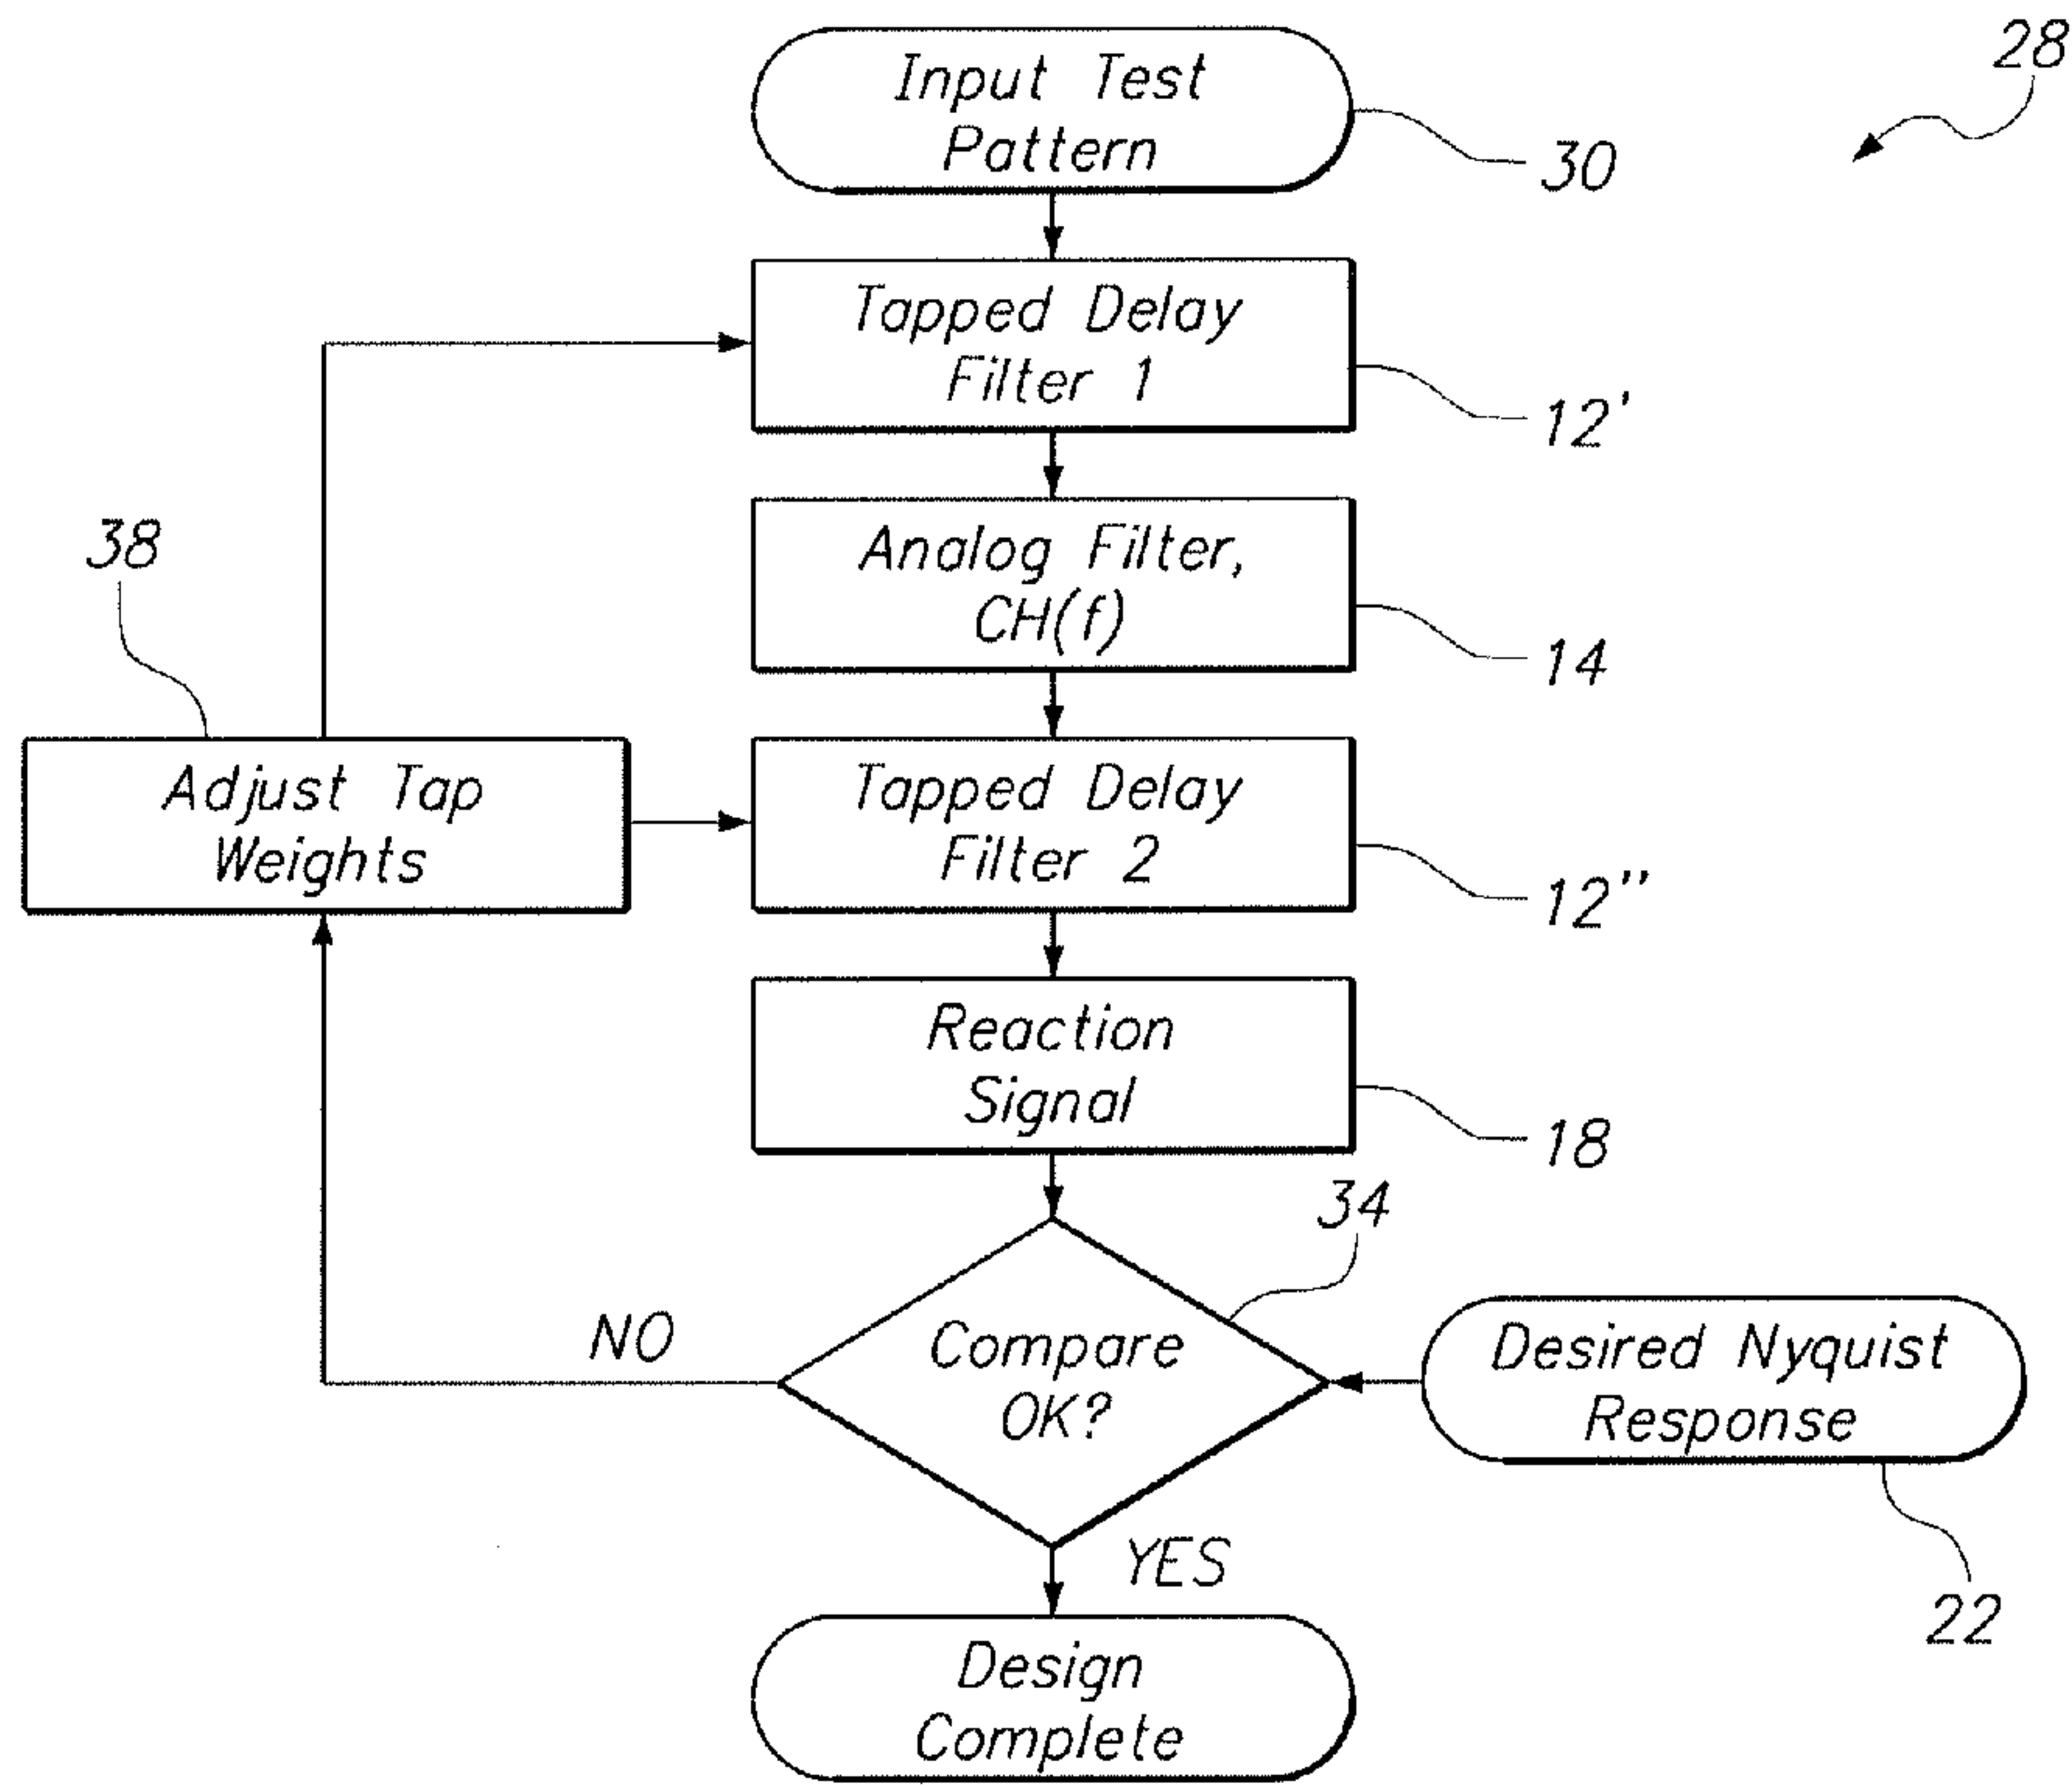 28
Input Test
Pattern
30
Tapped Delay
Filter 1
12'
Analog Filter,
CH(f)
14
38
Adjust Tap
Weights
Tapped Delay
Filter 2
12''
Reaction
Signal
18
34
NO
Compare
OK?
Desired Nyquist
Response
YES
22
Design
Complete